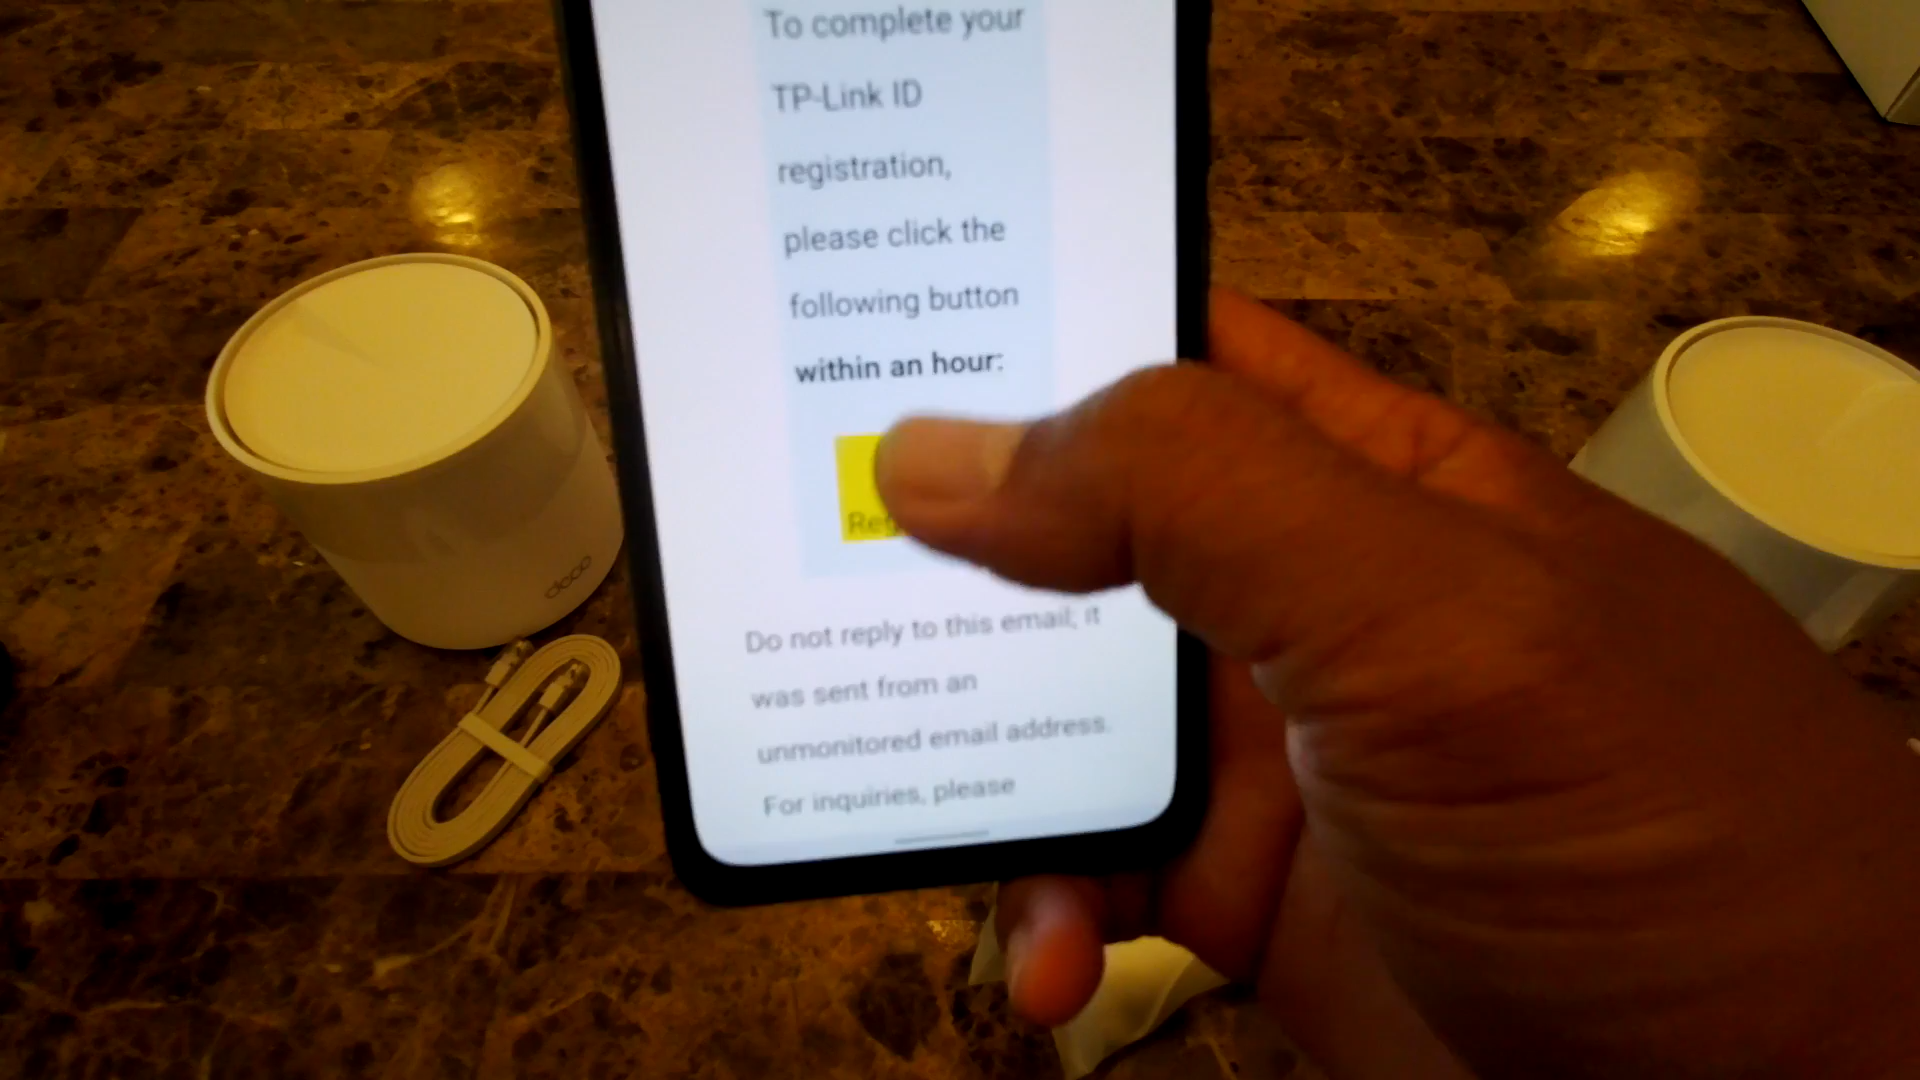 To complete your
TP-Link ID
registration,
please click the
following button
within an hour:
Do not reply to this email; it
was sent from an
unmonitored email address.
For inquiries, please
deco